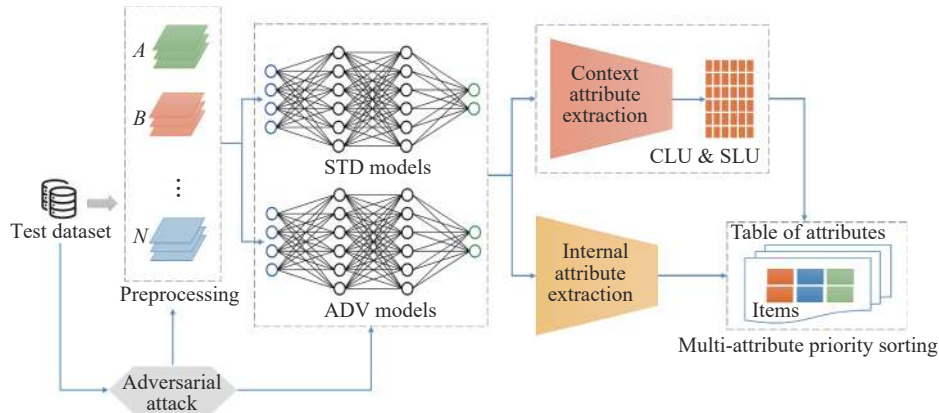 A
B
⋮
N
Test dataset
Preprocessing
Adversarial
attack
STD models
ADV models
Context
attribute
extraction
CLU & SLU
Internal
attribute
extraction
Table of attributes
Items
Multi-attribute priority sorting